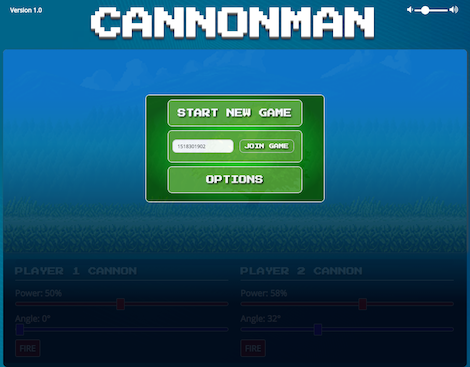 Version 1.0
CANNONMAN
START NEW GAME
1518301902 JOIN GAME
OPTIONS
PLAYER 1 CANNON
Power: 50%
Angle: 0°
FIRE
PLAYER 2 CANNON
Power: 58%
Angle: 32°
FIRE